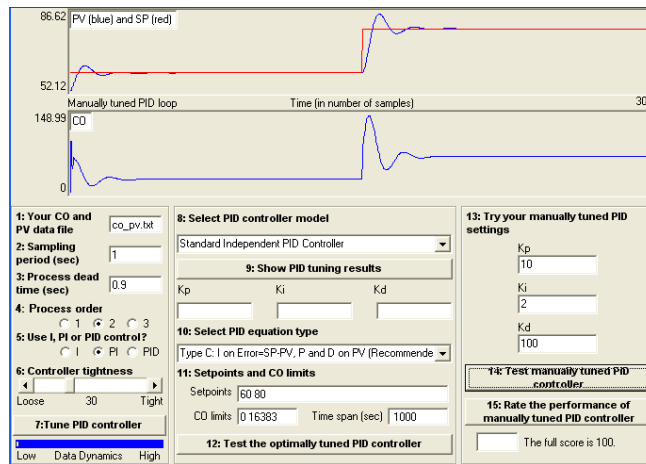 86.62
PV (blue) and SP (red)
52.12
Manually tuned PID loop
Time (in number of samples)
30
148.99
CO
0
1: Your CO and PV data file
co_pv.txt
2: Sampling period (sec)
1
3: Process dead time (sec)
0.9
4: Process order
1 2 3
5: Use I, PI or PID control?
I PI PID
6: Controller tightness
Loose 30 Tight
7:Tune PID controller
Low Data Dynamics High
8: Select PID controller model
Standard Independent PID Controller
9: Show PID tuning results
Kp Ki Kd
10: Select PID equation type
Type C: I on Error=SP-PV, P and D on PV (Recommende
11: Setpoints and CO limits
Setpoints 60 80
CO limits 0 16383 Time span (sec) 1000
12: Test the optimally tuned PID controller
13: Try your manually tuned PID settings
Kp
10
Ki
2
Kd
100
14: Test manually tuned PID controller
15: Rate the performance of manually tuned PID controller
The full score is 100.